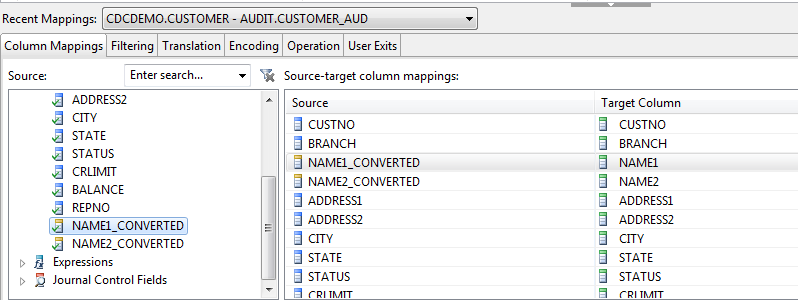 Recent Mappings: CDCDEMO.CUSTOMER - AUDIT.CUSTOMER_AUD
Column Mappings Filtering Translation Encoding Operation User Exits
Source: Enter search...
ADDRESS2
CITY
STATE
STATUS
CRLIMIT
BALANCE
REPNO
NAME1_CONVERTED
NAME2_CONVERTED
Expressions
Journal Control Fields
Source-target column mappings:
Source Target Column
CUSTNO CUSTNO
BRANCH BRANCH
NAME1_CONVERTED NAME1
NAME2_CONVERTED NAME2
ADDRESS1 ADDRESS1
ADDRESS2 ADDRESS2
CITY CITY
STATE STATE
STATUS STATUS
CRLIMIT CRLIMIT